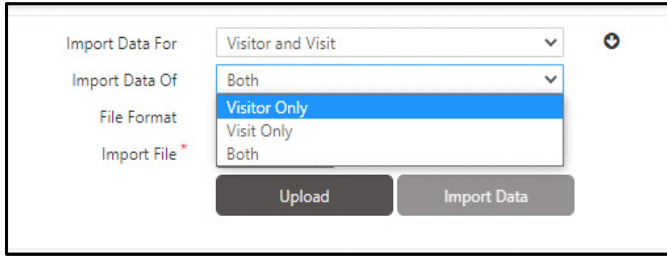 Import Data For Visitor and Visit
Import Data Of Both
Visitor Only
File Format
Visit Only
Import File * Both
Upload Import Data